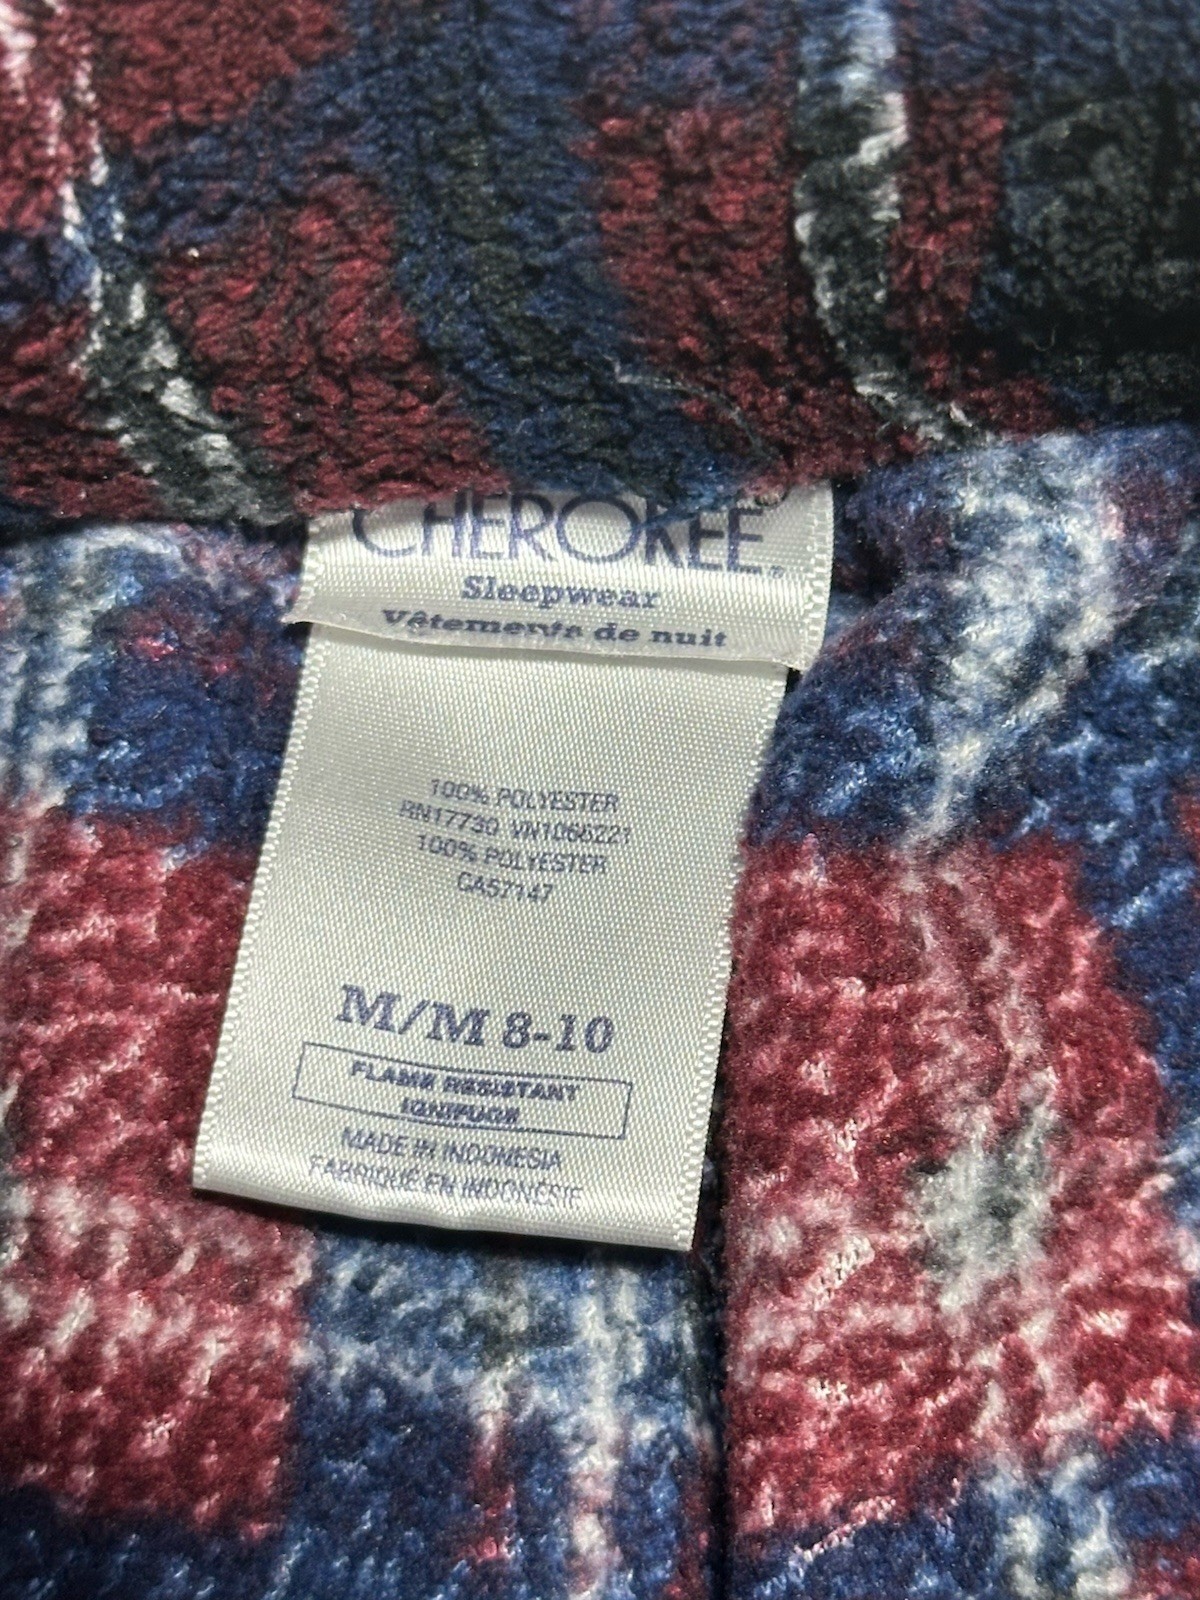 CHEROKEE®
Sleepwear
Vêtements de nuit
100% POLYESTER
RN17730 VN1066221
100% POLYESTER
CA57147
M/M 8-10
FLAME RESISTANT
IGNIFUGE
MADE IN INDONESIA
FABRIQUÉ EN INDONÉSIE